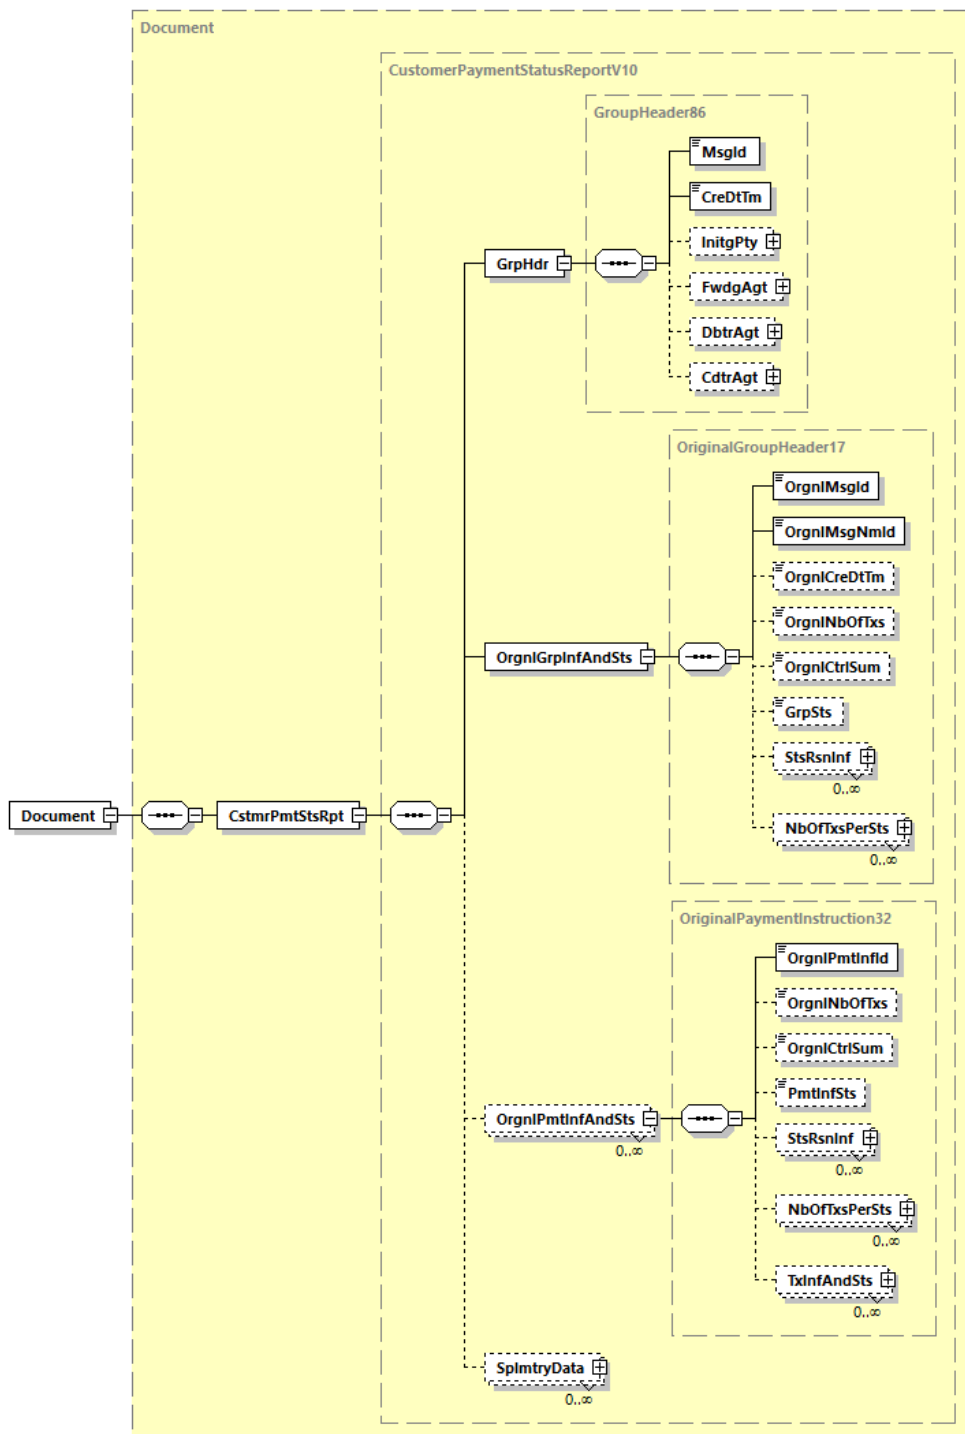 Document
CustomerPaymentStatusReportV10
GroupHeader86
MsgId
CreDtTm
InitgPty
GrpHdr
FwdgAgt
DbtrAgt
CdtrAgt
OriginalGroupHeader17
OrgnlMsgId
OrgnlMsgNmId
OrgnlCreDtTm
OrgnlNbOfTxs
OrgnlGrpInfAndSts
OrgnlCtrlSum
GrpSts
StsRsnInf
0..∞
Document
CstmrPmtStsRpt
NbOfTxsPerSts
0..∞
OriginalPaymentInstruction32
OrgnlPmtInfId
OrgnlNbOfTxs
OrgnlCtrlSum
PmtInfSts
OrgnlPmtInfAndSts
0..∞
StsRsnInf
0..∞
NbOfTxsPerSts
0..∞
TxInfAndSts
0..∞
SplmtryData
0..∞